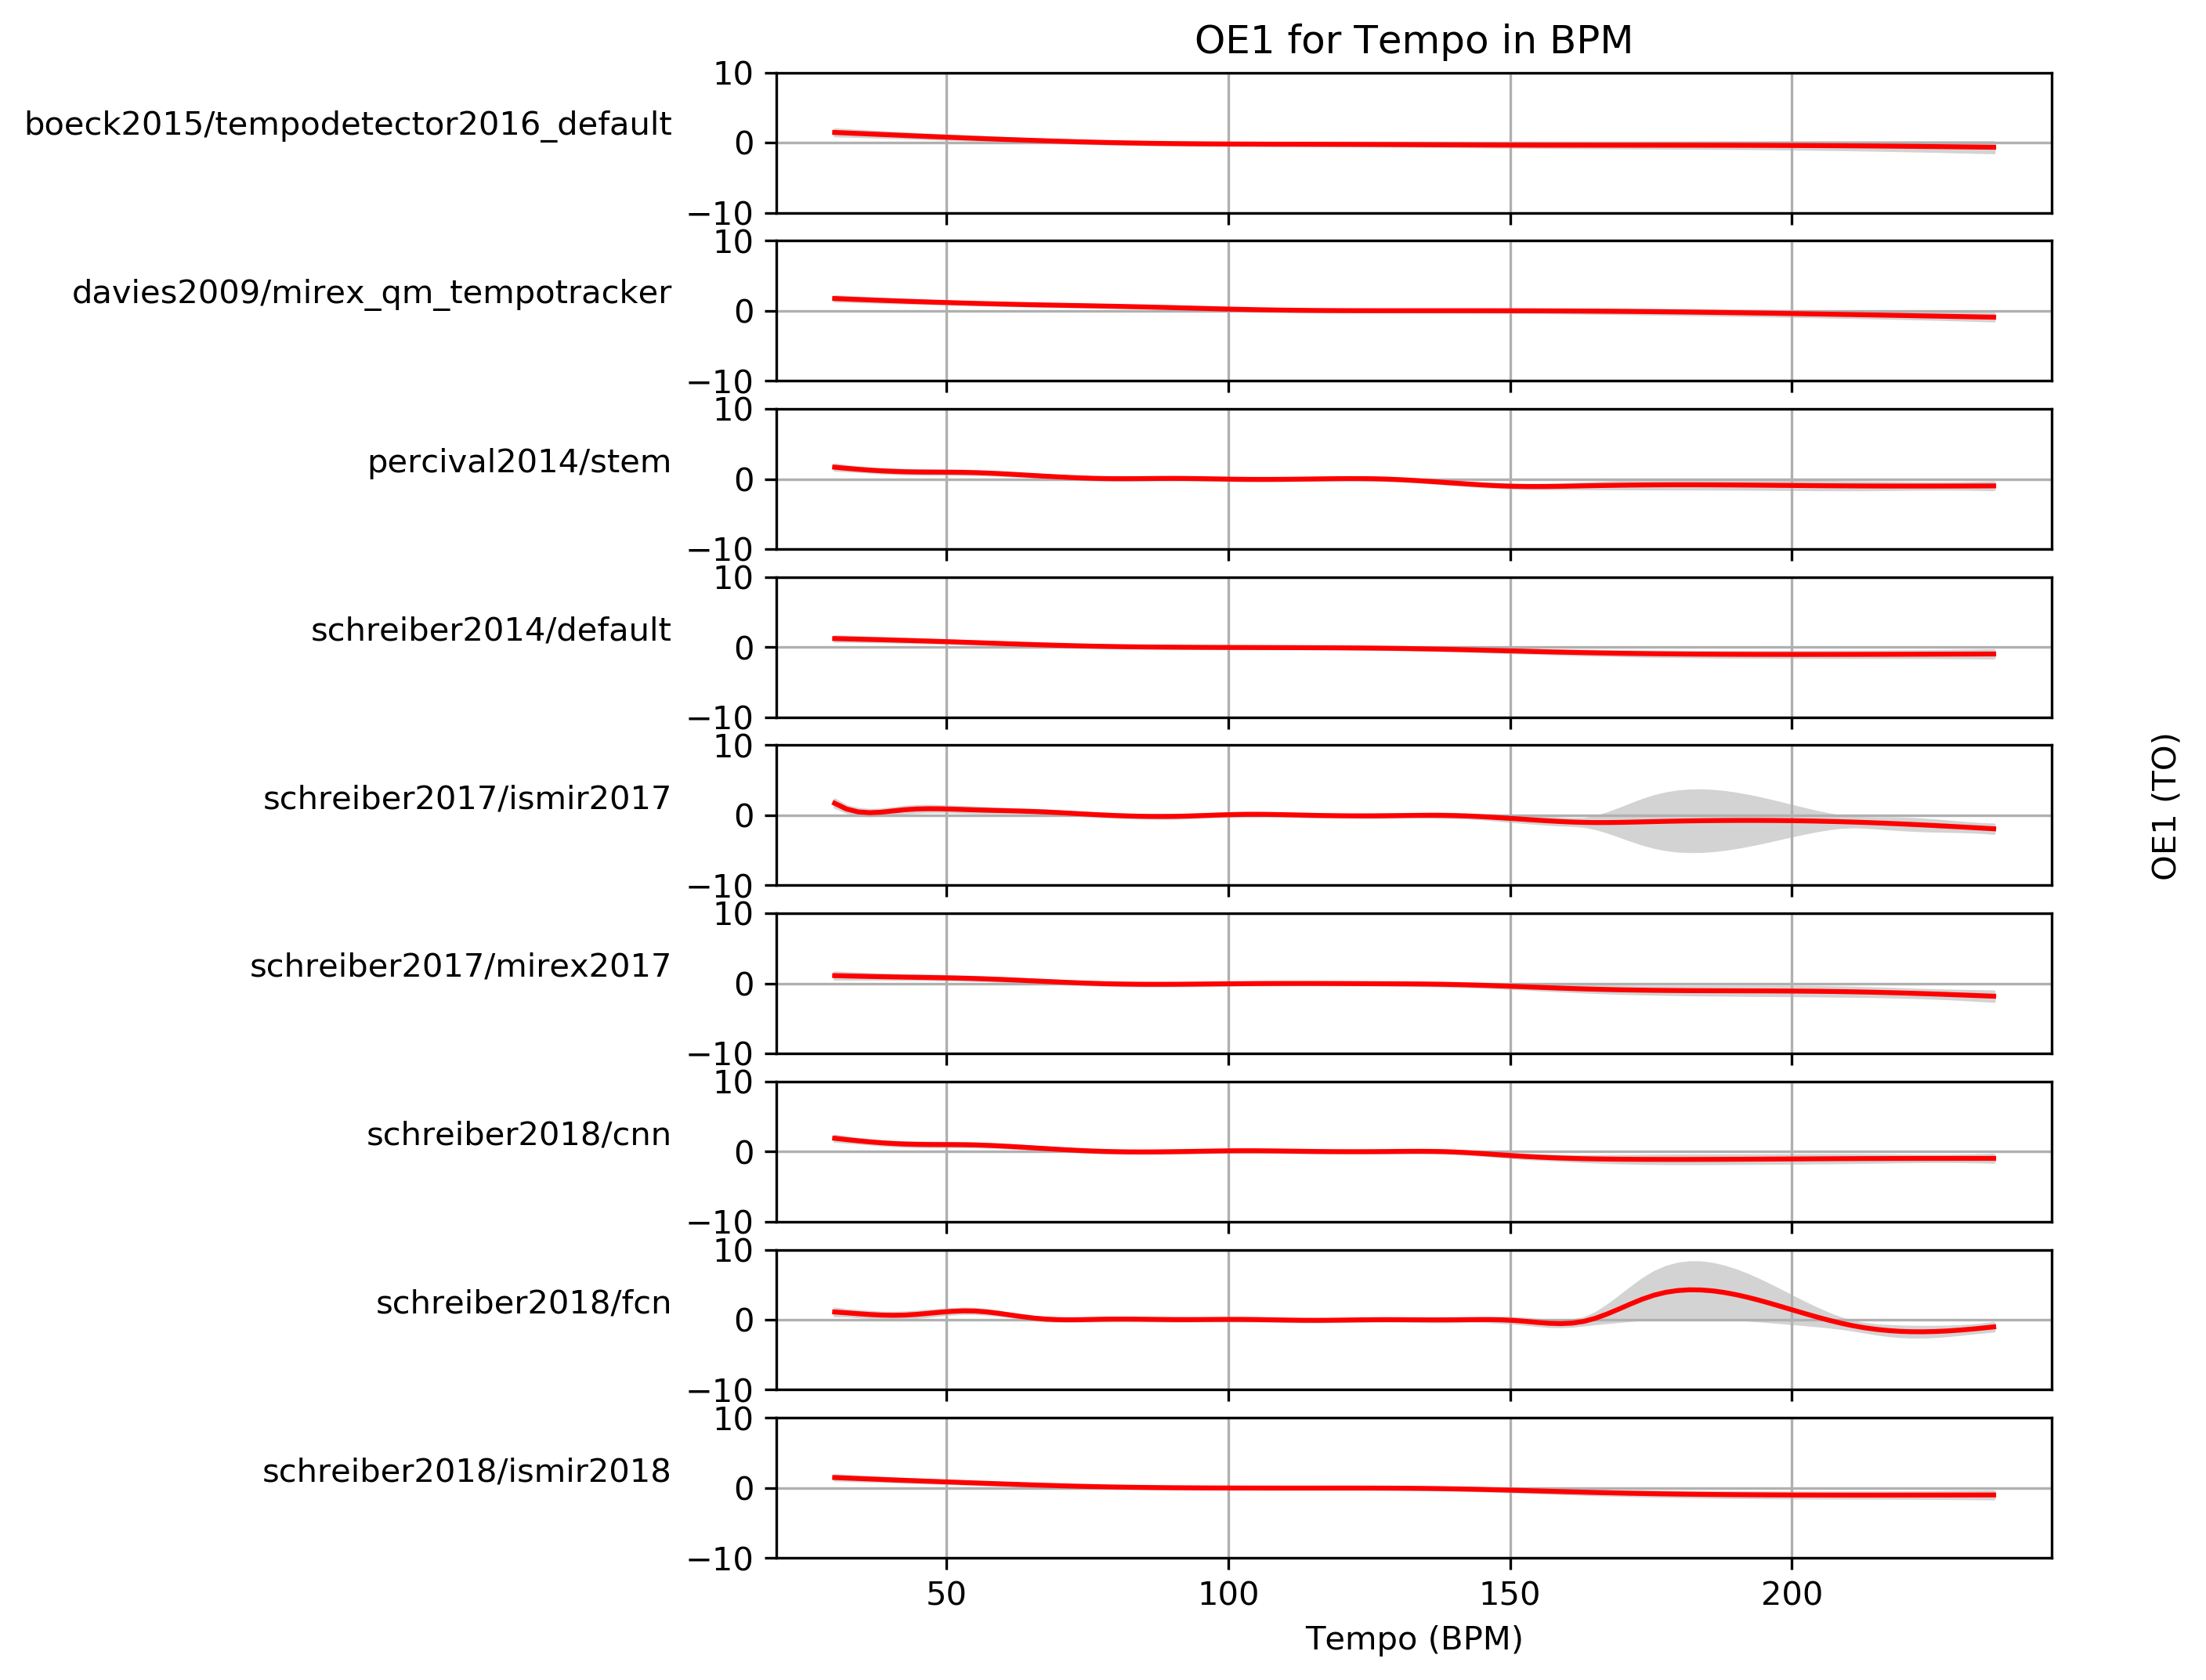 OE1 for Tempo in BPM
10
boeck2015/tempodetector2016_default
0
−10
10
davies2009/mirex_qm_tempotracker
0
−10
10
percival2014/stem
0
−10
10
schreiber2014/default
0
−10
10
schreiber2017/ismir2017
0
−10
OE1 (TO)
10
schreiber2017/mirex2017
0
−10
10
schreiber2018/cnn
0
−10
10
schreiber2018/fcn
0
−10
10
schreiber2018/ismir2018
0
−10
50 100 150 200
Tempo (BPM)